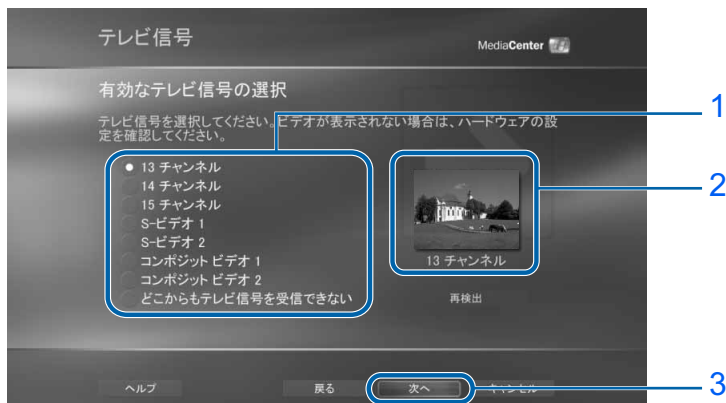 テレビ信号
MediaCenter
有効なテレビ信号の選択
テレビ信号を選択してください。ビデオが表示されない場合は、ハードウェアの設
定を確認してください。
1
13 チャンネル
14 チャンネル
15 チャンネル
S-ビデオ 1
S-ビデオ 2
コンポジット ビデオ 1
コンポジット ビデオ 2
どこからもテレビ信号を受信できない
2
13 チャンネル
再検出
ヘルプ
戻る
次へ
キャンセル
3